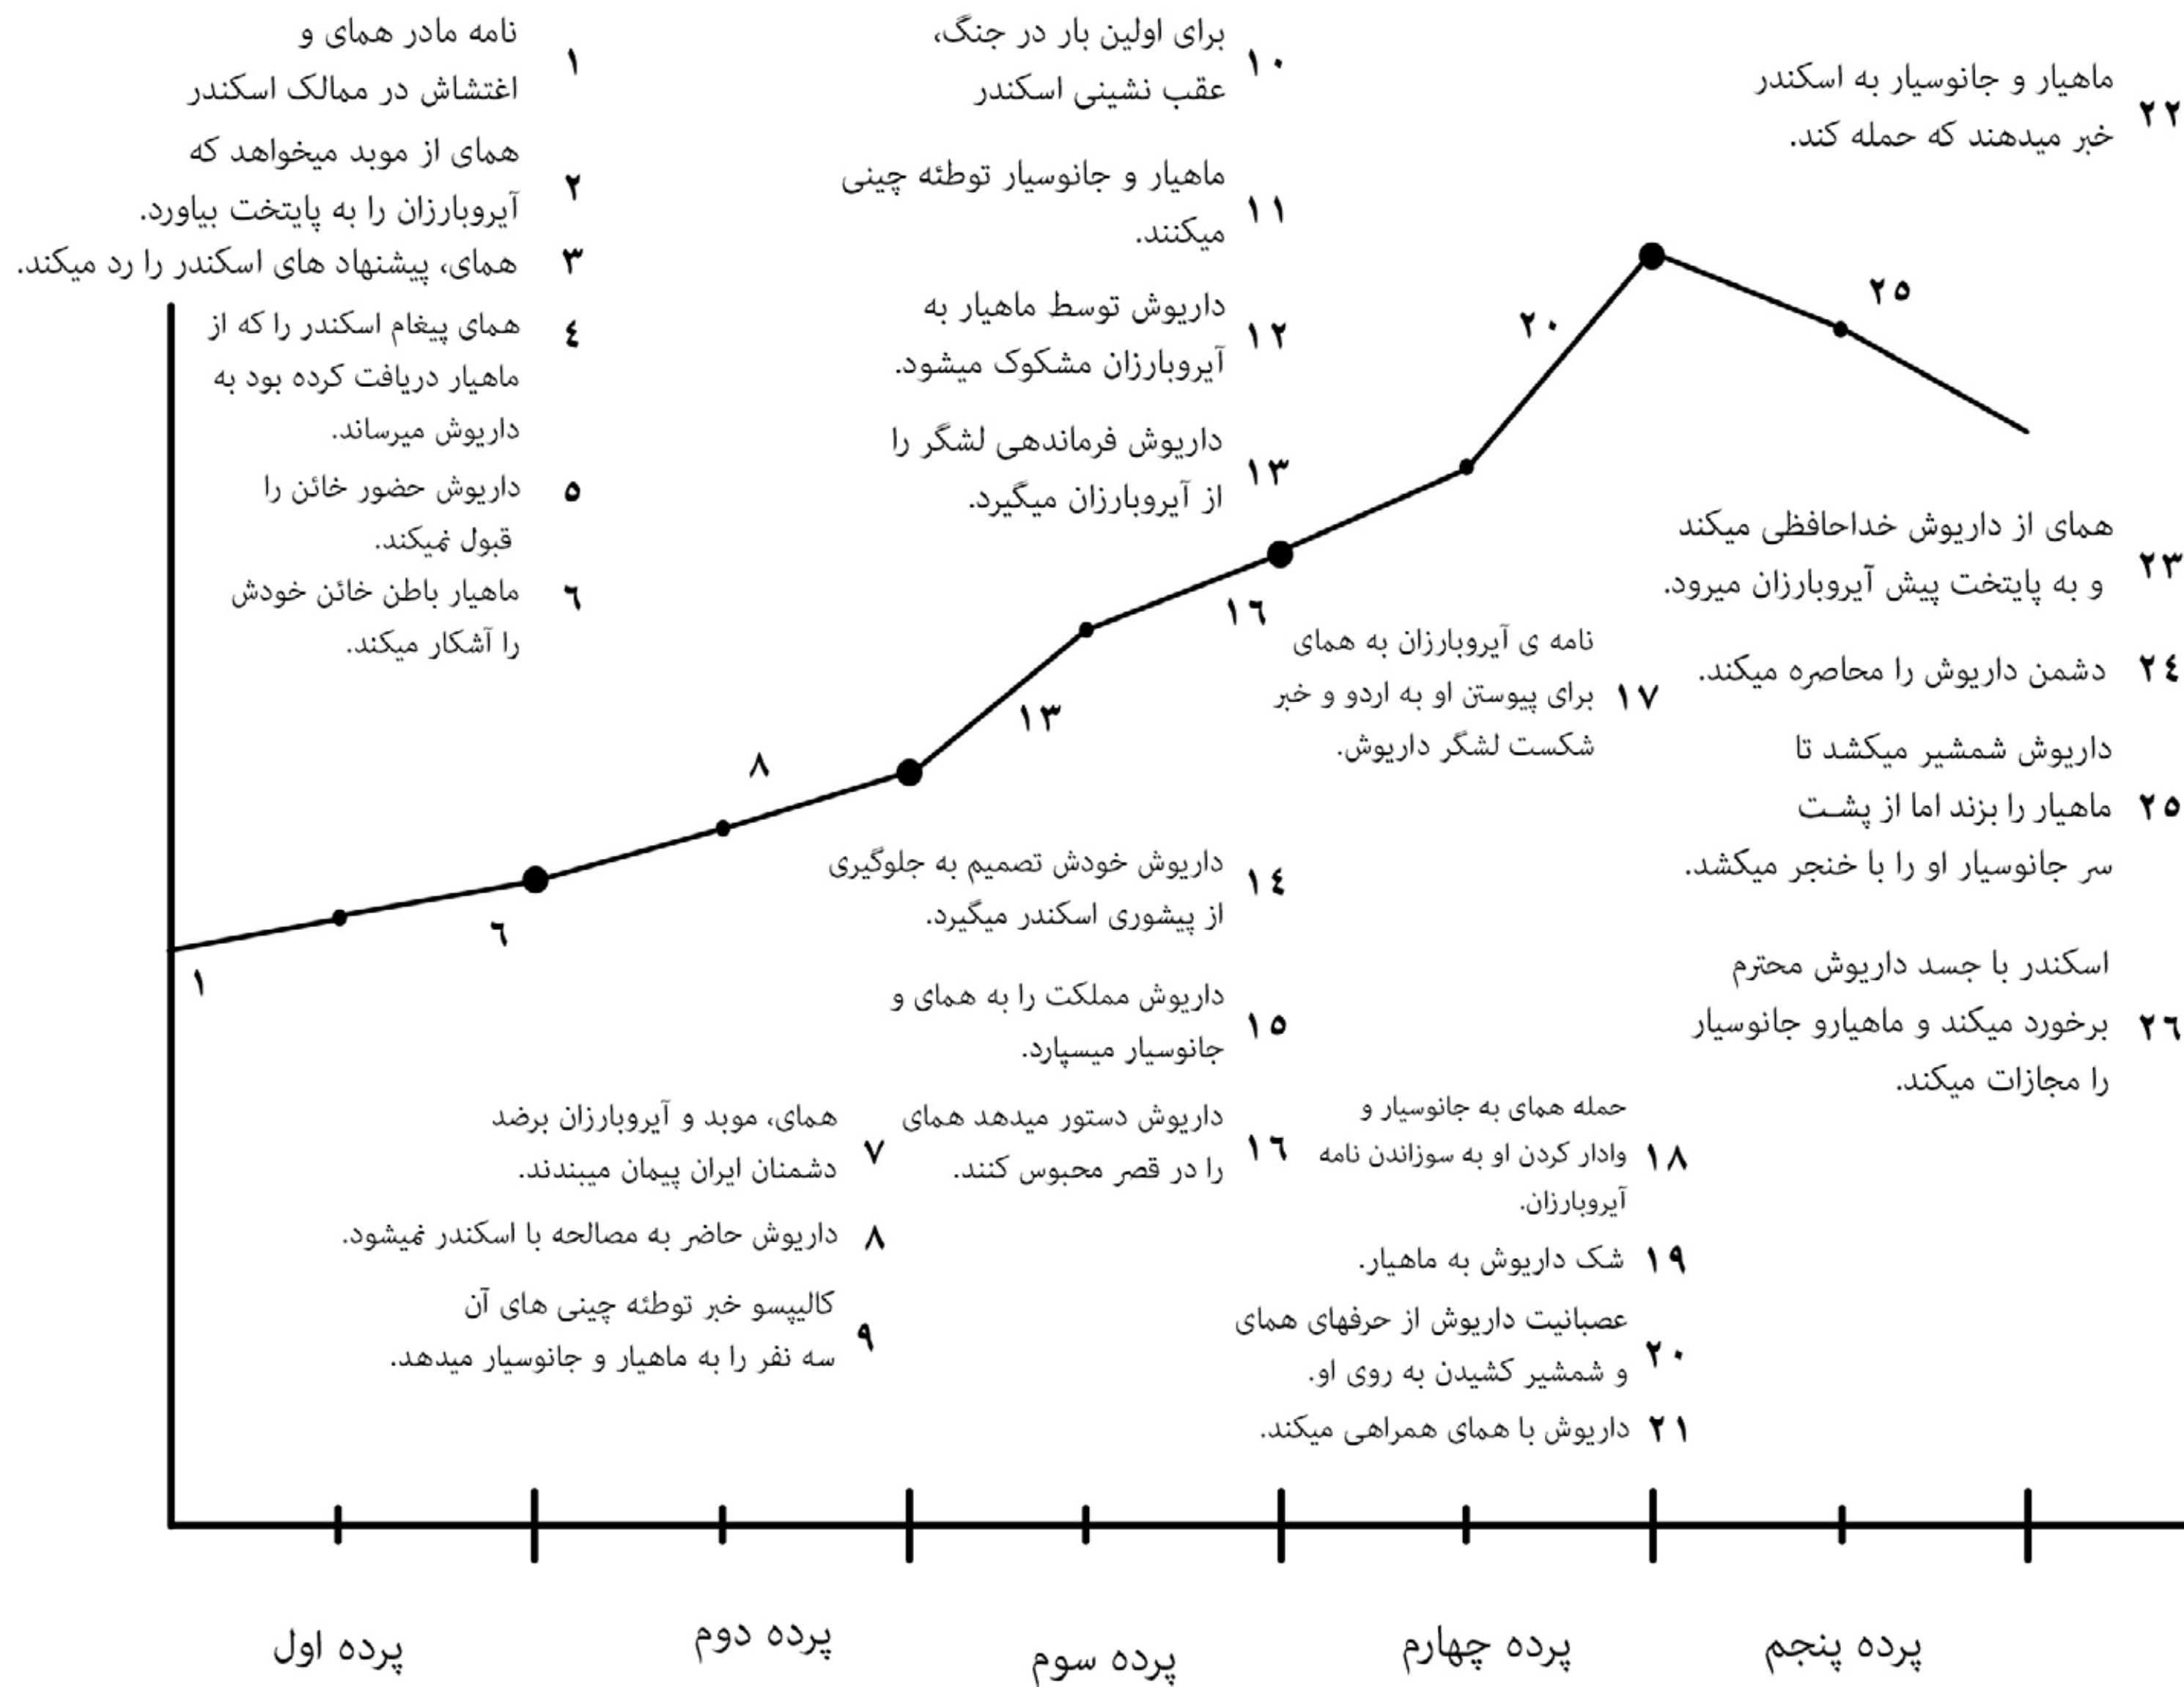 ۱ نامه مادر همای و
اغتشاش در ممالک اسکندر
۲ همای از موبد میخواهد که
آیروبارزان را به پایتخت بیاورد.
۳ همای، پیشنهاد های اسکندر را رد میکند.
٤ همای پیغام اسکندر را که از
ماهیار دریافت کرده بود به
داریوش میرساند.
٥ داریوش حضور خائن را
قبول نمیکند.
٦ ماهیار باطن خائن خودش
را آشکار میکند.
۷ همای، موبد و آیروبارزان برضد
دشمنان ایران پیمان میبندند.
۸ داریوش حاضر به مصالحه با اسکندر نمیشود.
۹ کالیپسو خبر توطئه چینی های آن
سه نفر را به ماهیار و جانوسیار میدهد.
۱۰ برای اولین بار در جنگ،
عقب نشینی اسکندر
۱۱ ماهیار و جانوسیار توطئه چینی
میکنند.
۱۲ داریوش توسط ماهیار به
آیروبارزان مشکوک میشود.
۱۳ داریوش فرماندهی لشگر را
از آیروبارزان میگیرد.
۱٤ داریوش خودش تصمیم به جلوگیری
از پیشوری اسکندر میگیرد.
۱٥ داریوش مملکت را به همای و
جانوسیار میسپارد.
۱٦ داریوش دستور میدهد همای
را در قصر محبوس کنند.
۱۷ نامه ی آیروبارزان به همای
برای پیوستن او به اردو و خبر
شکست لشگر داریوش.
۱۸ حمله همای به جانوسیار و
وادار کردن او به سوزاندن نامه
آیروبارزان.
۱۹ شک داریوش به ماهیار.
۲۰ عصبانیت داریوش از حرفهای همای
و شمشیر کشیدن به روی او.
۲۱ داریوش با همای همراهی میکند.
۲۲ ماهیار و جانوسیار به اسکندر
خبر میدهند که حمله کند.
۲۳ همای از داریوش خداحافظی میکند
و به پایتخت پیش آیروبارزان میرود.
۲٤ دشمن داریوش را محاصره میکند.
۲٥ داریوش شمشیر میکشد تا
ماهیار را بزند اما از پشت
سر جانوسیار او را با خنجر میکشد.
۲٦ اسکندر با جسد داریوش محترم
برخورد میکند و ماهیارو جانوسیار
را مجازات میکند.
۱
٦
۸
۱۳
۱٦
۲۰
۲٥
پرده اول
پرده دوم
پرده سوم
پرده چهارم
پرده پنجم